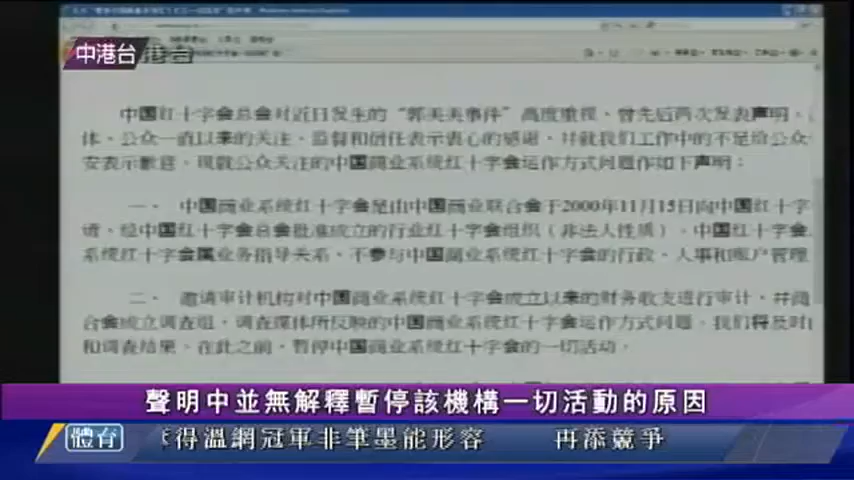 中港台
中国红十字会总会对近日发生的“郭美美事件”高度重视，曾先后两次发表声明，
体、公众一直以来的关注、监督和信任表示衷心的感谢，并就我们工作中的不足给公众
安表示歉意。现就公众关注的中国商业系统红十字会运作方式问题作如下声明：
一、 中国商业系统红十字会是由中国商业联合会于2000年11月15日向中国红十字
请，经中国红十字会总会批准成立的行业红十字会组织（非法人性质）。中国红十字会
系统红十字会属业务指导关系，不参与中国商业系统红十字会的行政、人事和账户管理
二、 邀请审计机构对中国商业系统红十字会成立以来的财务收支进行审计，并商
合会成立调查组，调查媒体所反映的中国商业系统红十字会运作方式问题。我们将及时
和调查结果。在此之前，暂停中国商业系统红十字会的一切活动。
聲明中並無解釋暫停該機構一切活動的原因
體育 得溫網冠軍非筆墨能形容 再添競爭